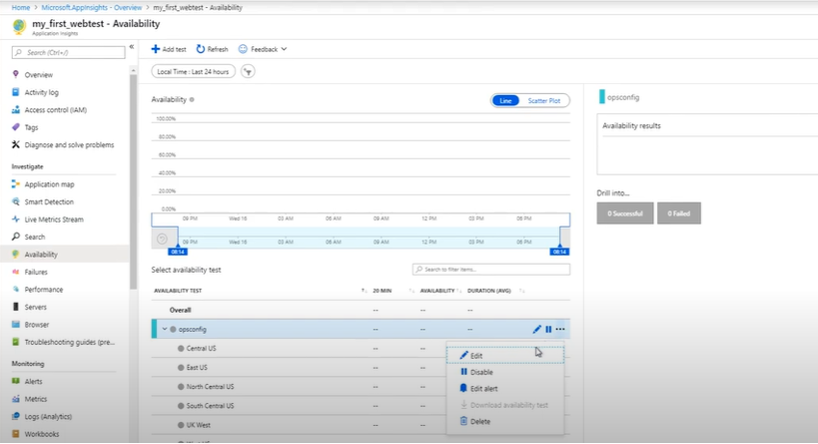 Home > Microsoft.AppInsights - Overview > my_first_webtest - Availability
my_first_webtest - Availability
Application Insights
Search (Ctrl+/)
Overview
Activity log
Access control (IAM)
Tags
Diagnose and solve problems
Investigate
Application map
Smart Detection
Live Metrics Stream
Search
Availability
Failures
Performance
Servers
Browser
Troubleshooting guides (pre...
Monitoring
Alerts
Metrics
Logs (Analytics)
Workbooks
Add test Refresh Feedback
Local Time : Last 24 hours
Availability
Line Scatter Plot
100.00%
80.00%
60.00%
40.00%
20.00%
0.00%
09 PM Wed 18 03 AM 06 AM 09 AM 12 PM 03 PM 06 PM
09 PM Wed 18 03 AM 06 AM 09 AM 12 PM 03 PM 06 PM
08:14 08:14
Select availability test
Search to filter items...
AVAILABILITY TEST 20 MIN AVAILABILITY DURATION (AVG)
Overall -- -- --
opsconfig -- --
Central US --
East US --
North Central US --
South Central US --
UK West --
Edit
Disable
Edit alert
Download availability test
Delete
opsconfig
Availability results
Drill into...
0 Successful 0 Failed